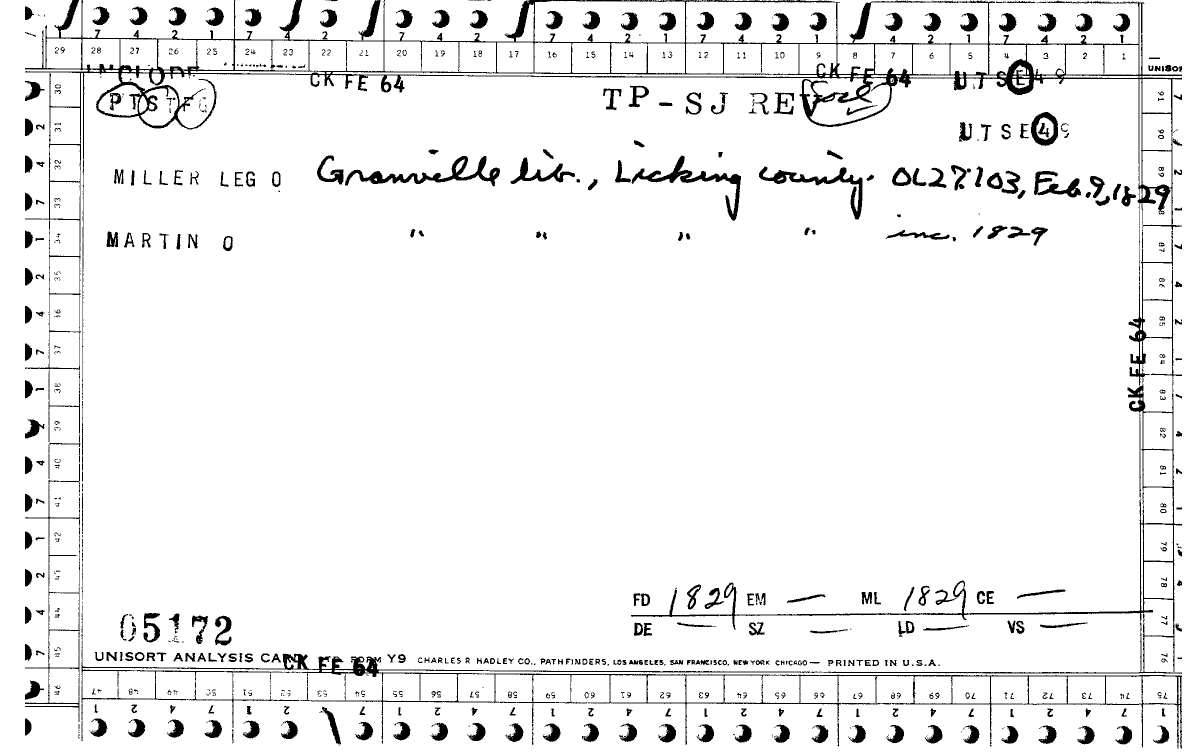 7 4 2 1 7 4 2 1 7 4 2 1 7 4 2 1 7 4 2 1 7 4 2 1 7 4 2 1
29 28 27 26 25 24 23 22 21 20 19 18 17 16 15 14 13 12 11 10 9 8 7 6 5 4 3 2 1
INCLODE CK FE 64 CK FE 64 UTSE49 UNISORT
PTSTFG TP-SJ REV
UTSE49
MILLER LEG O Granville lib., Licking county. OL27:103, Feb. 9, 1829
MARTIN O " " " " inc. 1829
CK FE 64
FD 1829 EM — ML 1829 CE —
DE — SZ — LD — VS —
05172
UNISORT ANALYSIS CARD FORM Y9 CHARLES R HADLEY CO., PATHFINDERS, LOS ANGELES, SAN FRANCISCO, NEW YORK CHICAGO — PRINTED IN U.S.A.
CK FE 64
30 31 32 33 34 35 36 37 38 39 40 41 42 43 44 45 46
91 90 89 88 87 86 85 84 83 82 81 80 79 78 77 76
47 48 49 50 51 52 53 54 55 56 57 58 59 60 61 62 63 64 65 66 67 68 69 70 71 72 73 74 75